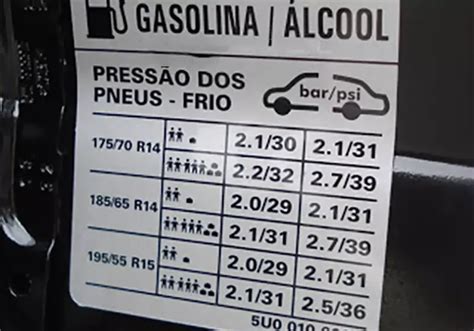 GASOLINA / ÁLCOOL
PRESSÃO DOS
PNEUS - FRIO
bar/psi
175/70 R14 2.1/30 2.1/31
2.2/32 2.7/39
185/65 R14 2.0/29 2.1/31
2.1/31 2.7/39
195/55 R15 2.0/29 2.1/31
2.1/31 2.5/36
5U0 010